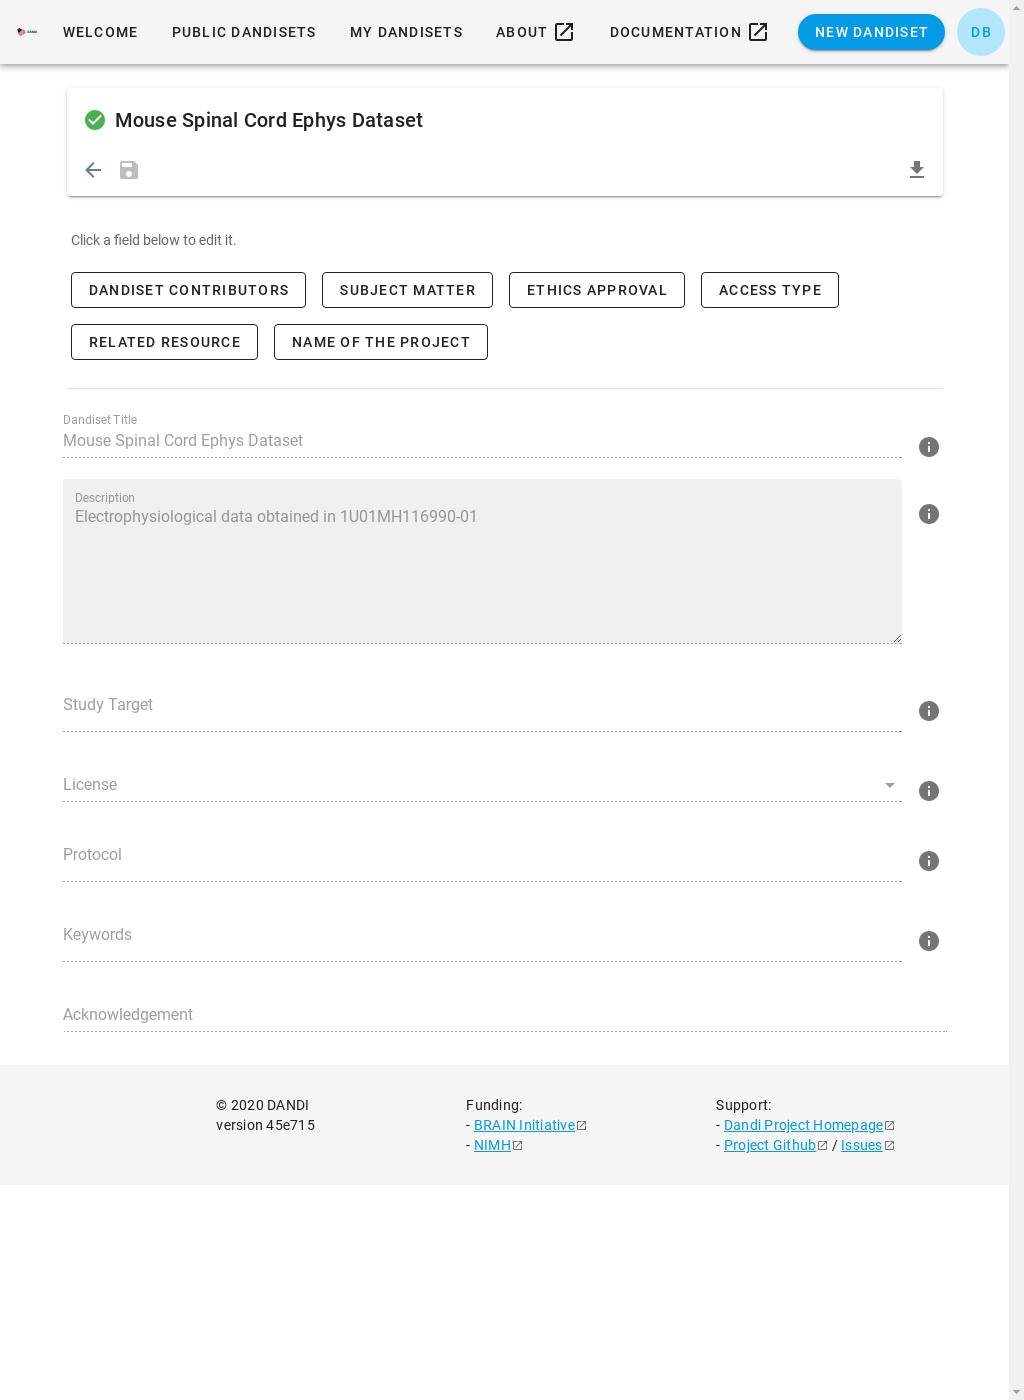 DANDI
WELCOME PUBLIC DANDISETS MY DANDISETS ABOUT DOCUMENTATION NEW DANDISET DB
Mouse Spinal Cord Ephys Dataset
Click a field below to edit it.
DANDISET CONTRIBUTORS SUBJECT MATTER ETHICS APPROVAL ACCESS TYPE
RELATED RESOURCE NAME OF THE PROJECT
Dandiset Title
Mouse Spinal Cord Ephys Dataset
Description
Electrophysiological data obtained in 1U01MH116990-01
Study Target
License
Protocol
Keywords
Acknowledgement
© 2020 DANDI
version 45e715
Funding:
- BRAIN Initiative
- NIMH
Support:
- Dandi Project Homepage
- Project Github / Issues